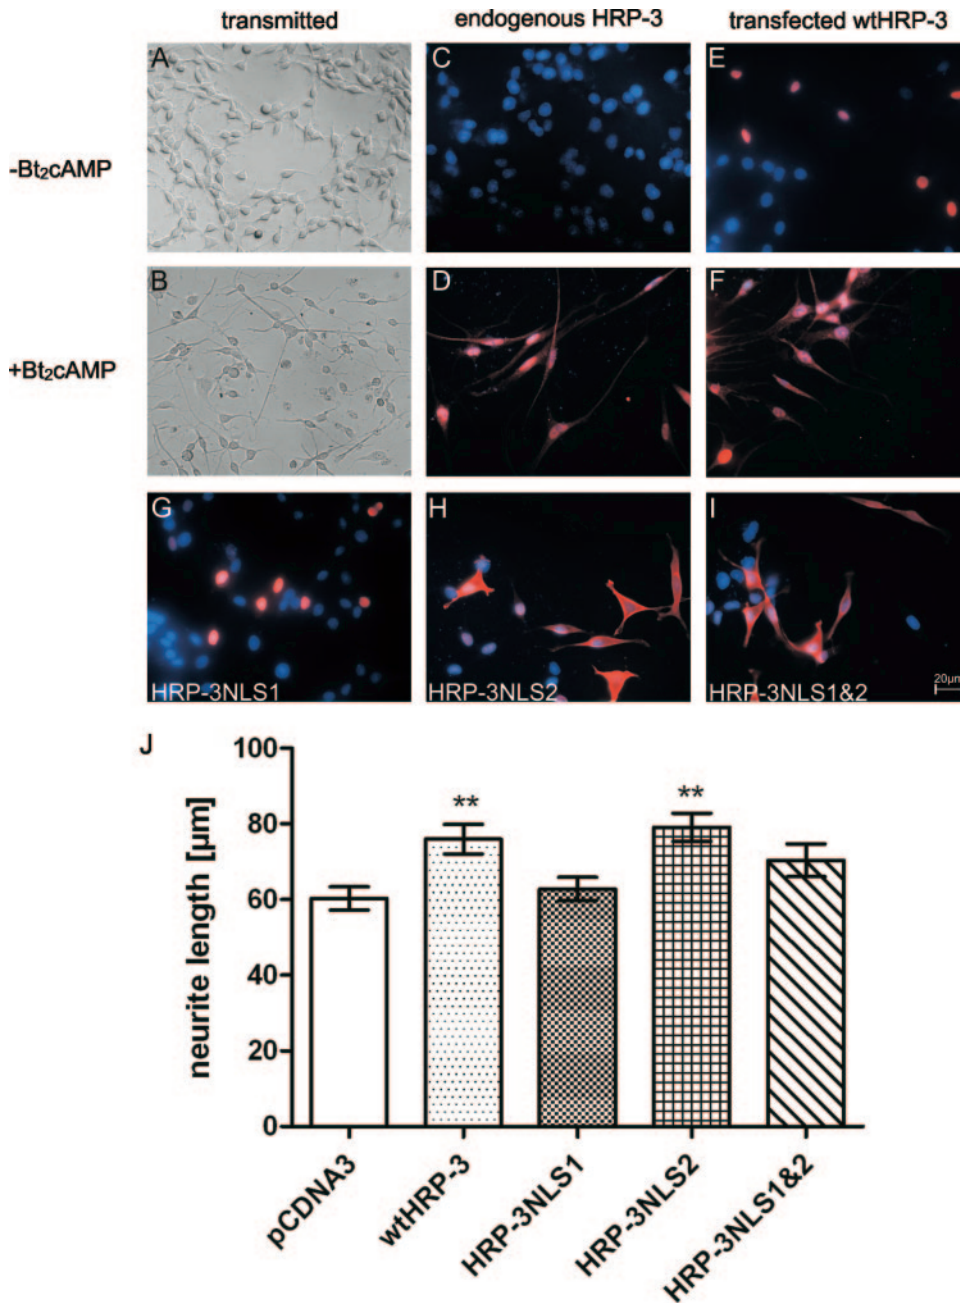 transmitted
endogenous HRP-3
transfected wtHRP-3
A
C
E
-Bt₂cAMP
B
D
F
+Bt₂cAMP
G
H
I
HRP-3NLS1
HRP-3NLS2
HRP-3NLS1&2
20µm
J
100
80
60
40
20
0
neurite length [µm]
**
**
pCDNA3
wtHRP-3
HRP-3NLS1
HRP-3NLS2
HRP-3NLS1&2